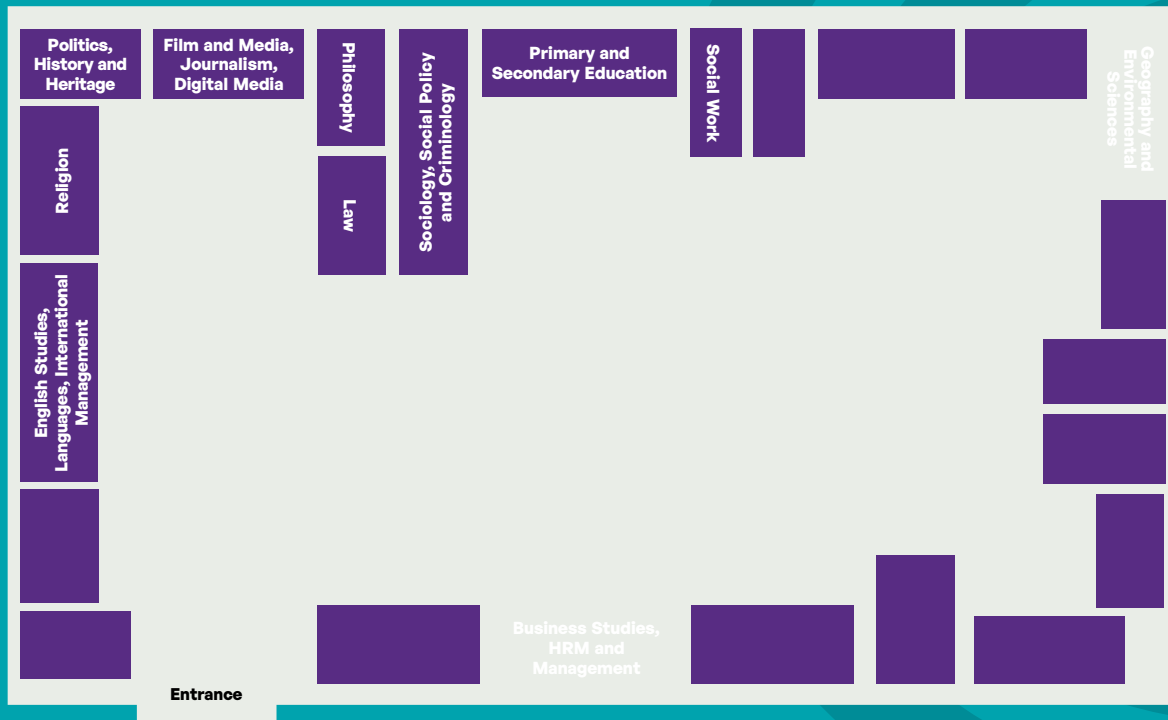 Politics,
History and
Heritage
Film and Media,
Journalism,
Digital Media
Philosophy
Sociology, Social Policy
and Criminology
Primary and
Secondary Education
Social Work
Geography and
Environmental
Sciences
Religion
Law
English Studies,
Languages, International
Management
Business Studies,
HRM and
Management
Entrance